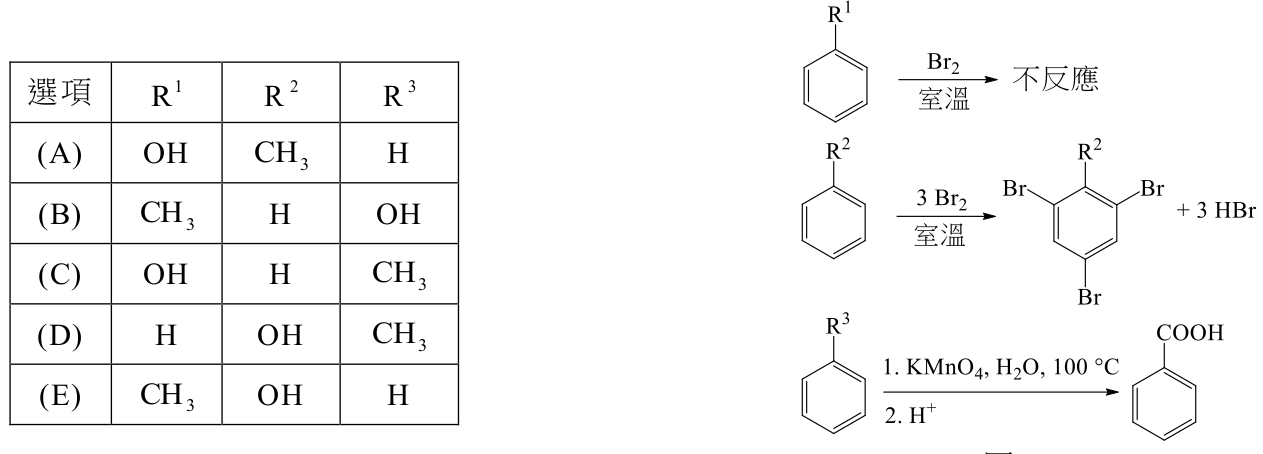 選項 R¹ R² R³
(A) OH CH₃ H
(B) CH₃ H OH
(C) OH H CH₃
(D) H OH CH₃
(E) CH₃ OH H
R¹
Br₂
室溫
不反應
R²
3 Br₂
室溫
R²
Br Br
Br
+ 3 HBr
R³
1. KMnO₄, H₂O, 100 °C
2. H⁺
COOH